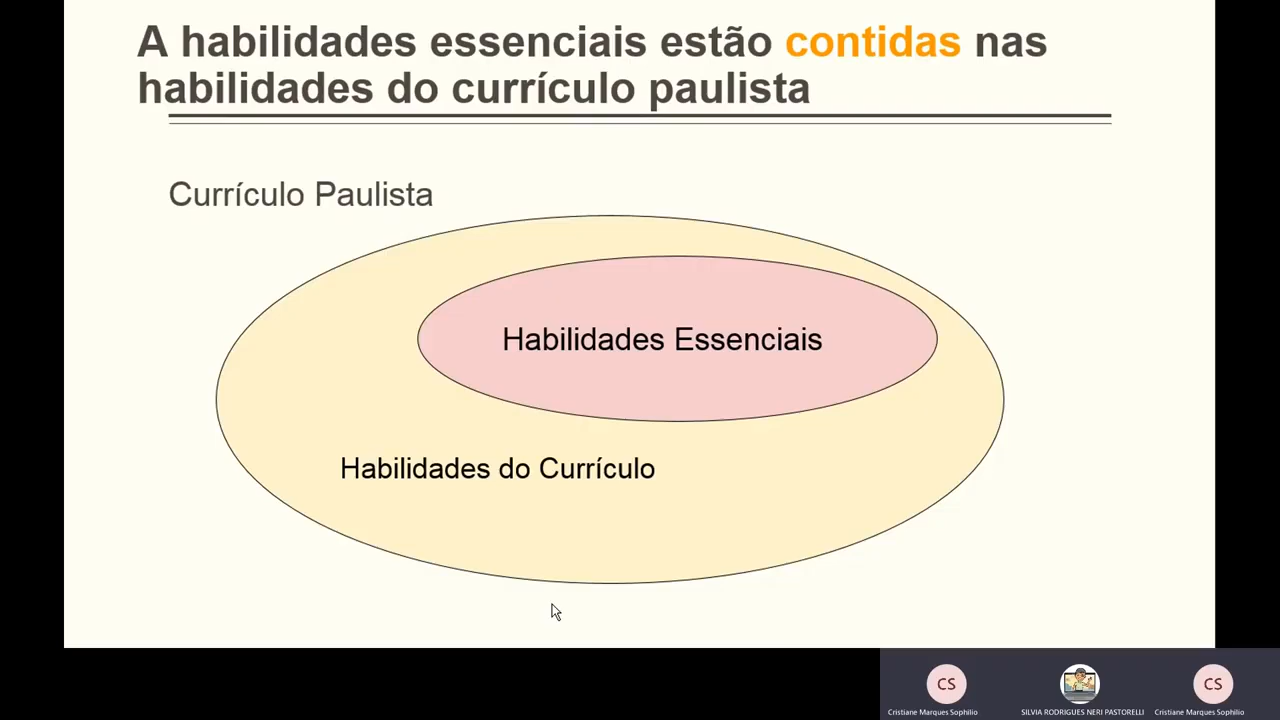 A habilidades essenciais estão contidas nas
habilidades do currículo paulista
Currículo Paulista
Habilidades Essenciais
Habilidades do Currículo
CS
CS
Cristiane Marques Sophilio
SILVIA RODRIGUES NERI PASTORELLI
Cristiane Marques Sophilio